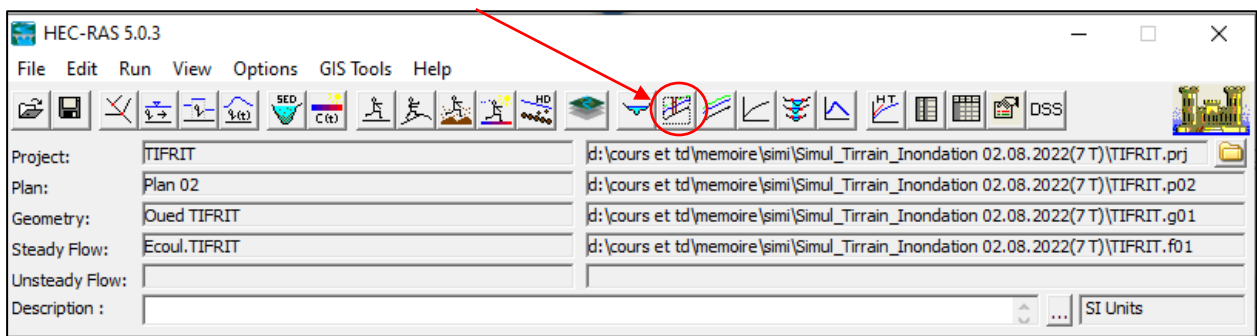 HEC-RAS 5.0.3
File Edit Run View Options GIS Tools Help
SED C(t) HD HT DSS
Project: TIFRIT d:\cours et td\memoire\simi\Simul_Tirrain_Inondation 02.08.2022(7 T)\TIFRIT.prj
Plan: Plan 02 d:\cours et td\memoire\simi\Simul_Tirrain_Inondation 02.08.2022(7 T)\TIFRIT.p02
Geometry: Oued TIFRIT d:\cours et td\memoire\simi\Simul_Tirrain_Inondation 02.08.2022(7 T)\TIFRIT.g01
Steady Flow: Ecoul.TIFRIT d:\cours et td\memoire\simi\Simul_Tirrain_Inondation 02.08.2022(7 T)\TIFRIT.f01
Unsteady Flow:
Description : ... SI Units